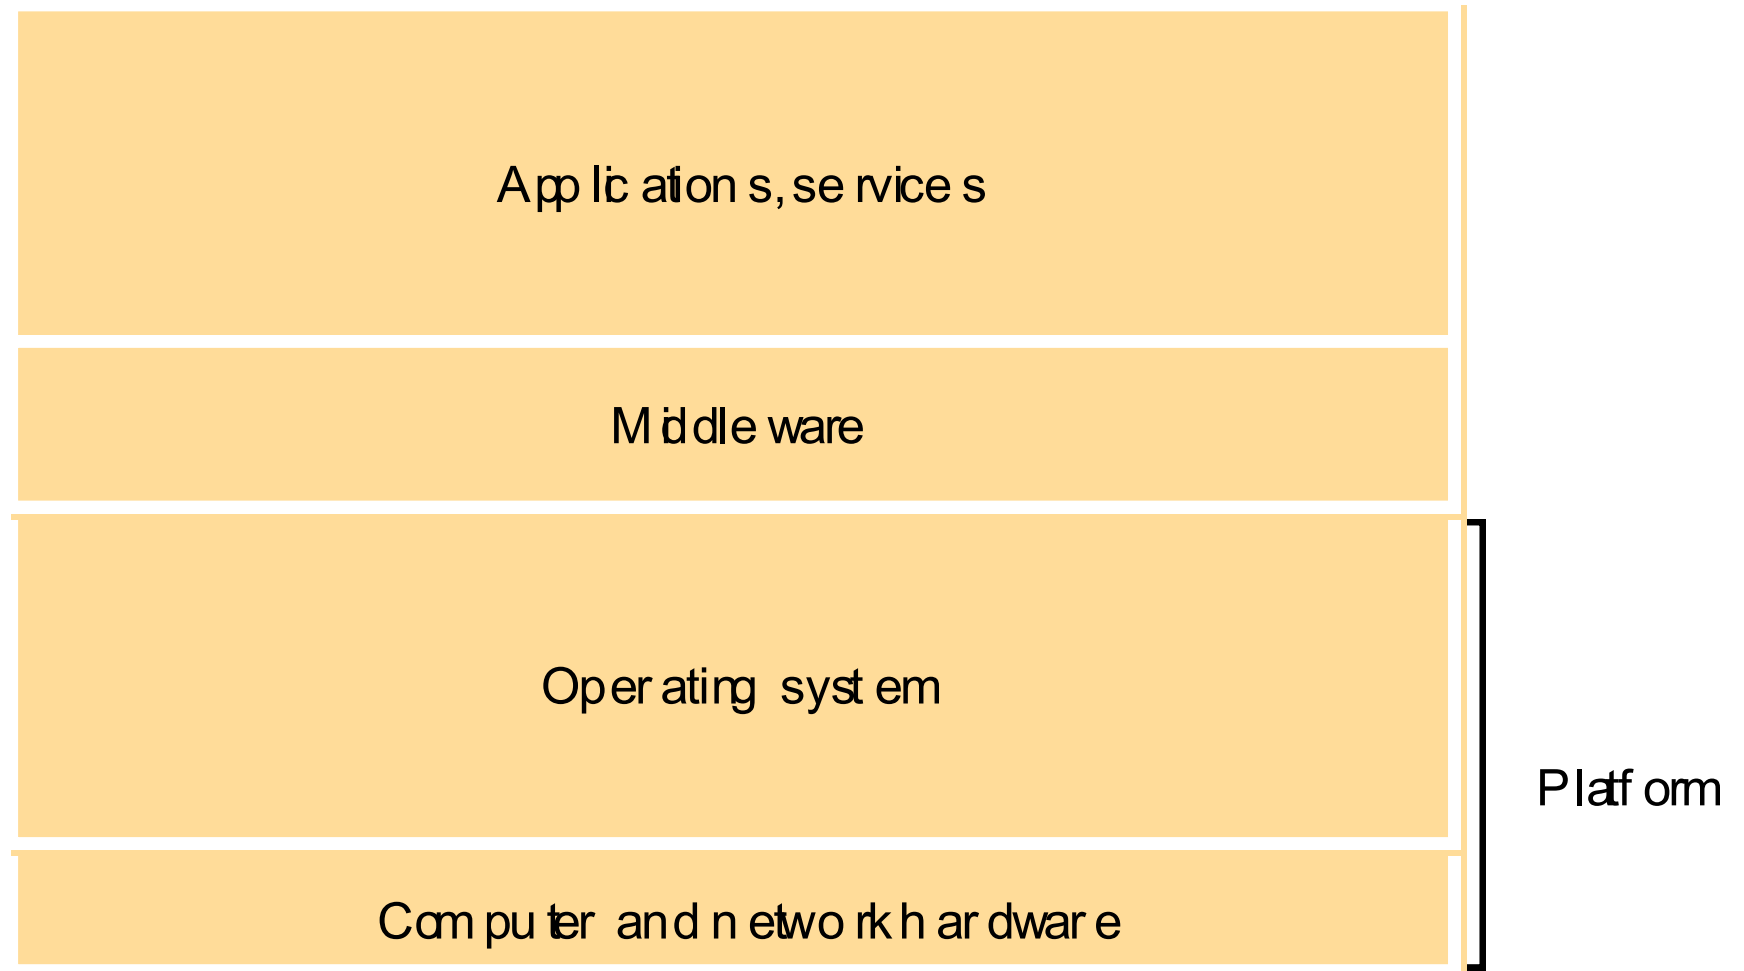 Applications, services
Middleware
Operating system
Platform
Computer and network hardware